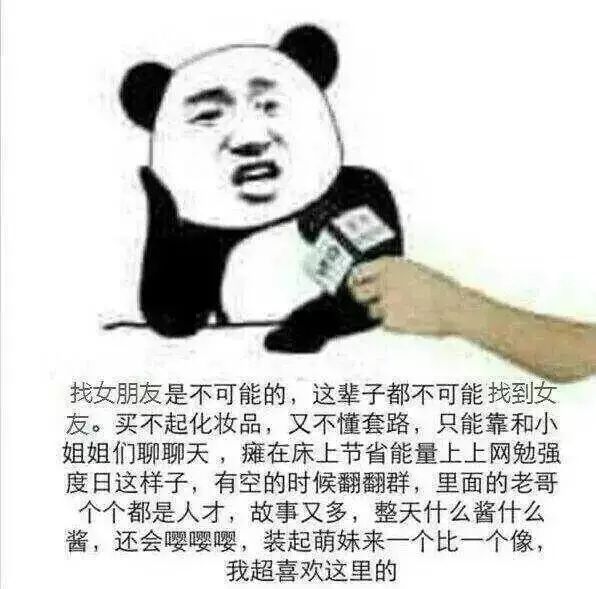 找女朋友是不可能的，这辈子都不可能找到女
友。买不起化妆品，又不懂套路，只能靠和小
姐姐们聊聊天，瘫在床上节省能量上上网勉强
度日这样子，有空的时候翻翻群，里面的老哥
个个都是人才，故事又多，整天什么酱什么
酱，还会嘤嘤嘤，装起萌妹来一个比一个像，
我超喜欢这里的